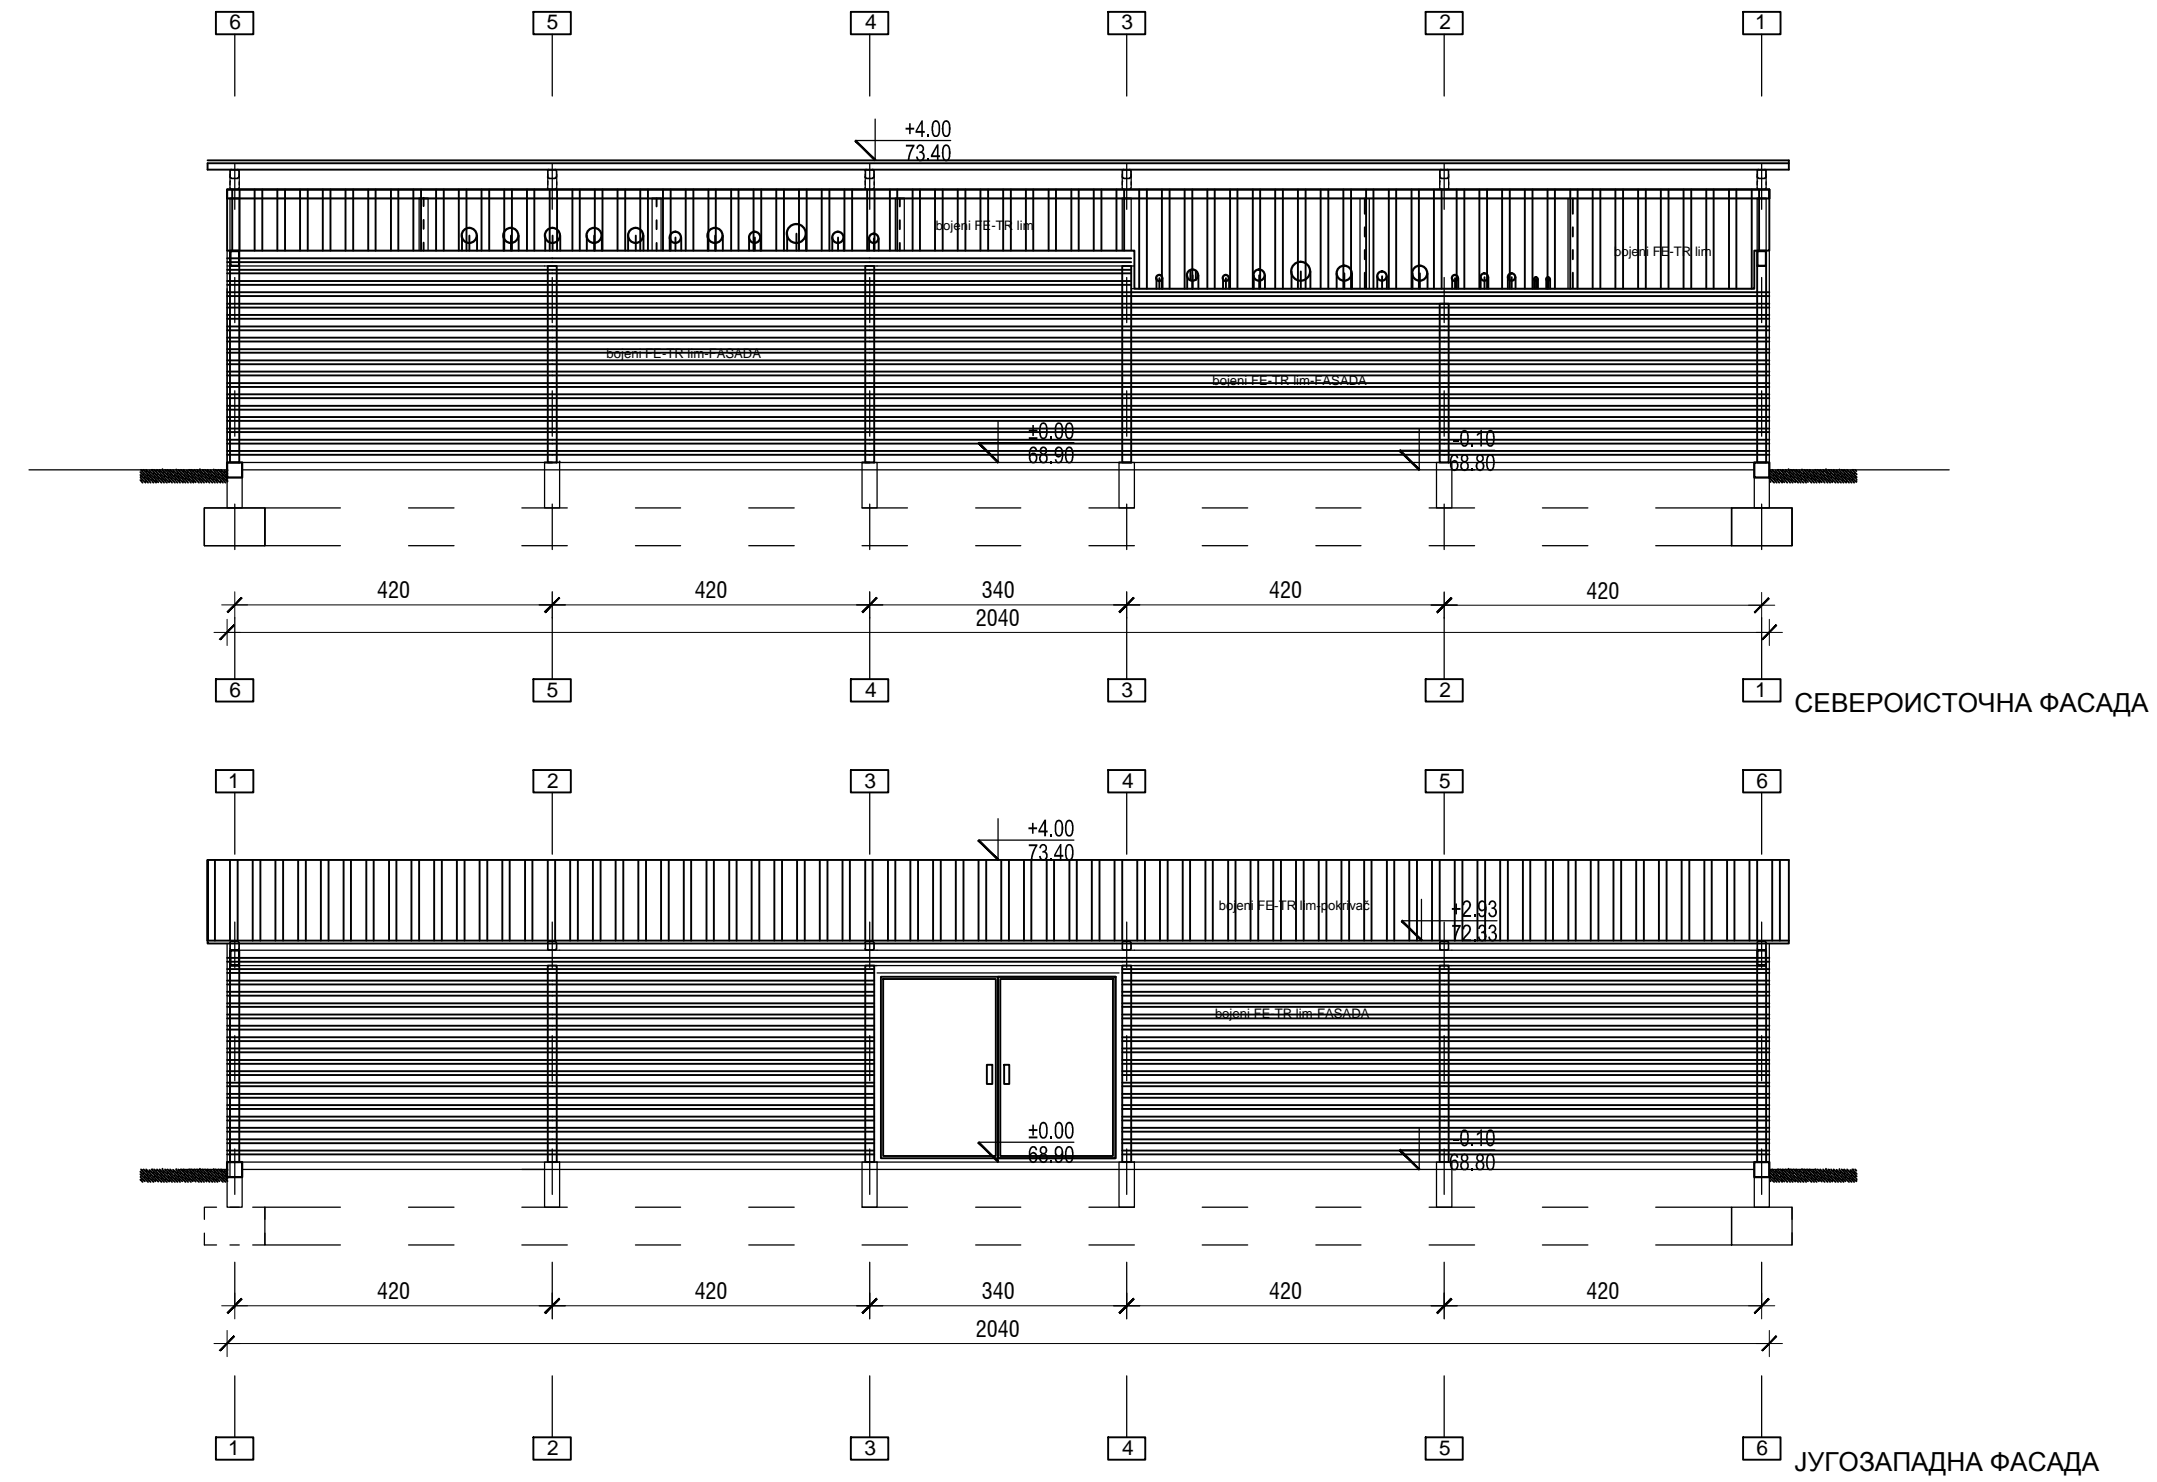 6 5 4 3 2 1
+4.00
73.40
bojeni FE-TR lim
bojeni FE-TR lim
bojeni FE-TR lim-FASADA
bojeni FE-TR lim-FASADA
±0.00
68.90
-0.10
68.80
420 420 340 420 420
2040
6 5 4 3 2 1
СЕВЕРОИСТОЧНА ФАСАДА
1 2 3 4 5 6
+4.00
73.40
bojeni FE-TR lim-pokrivač
+2.93
72.33
bojeni FE-TR lim-FASADA
±0.00
68.90
-0.10
68.80
420 420 340 420 420
2040
1 2 3 4 5 6
ЈУГОЗАПАДНА ФАСАДА